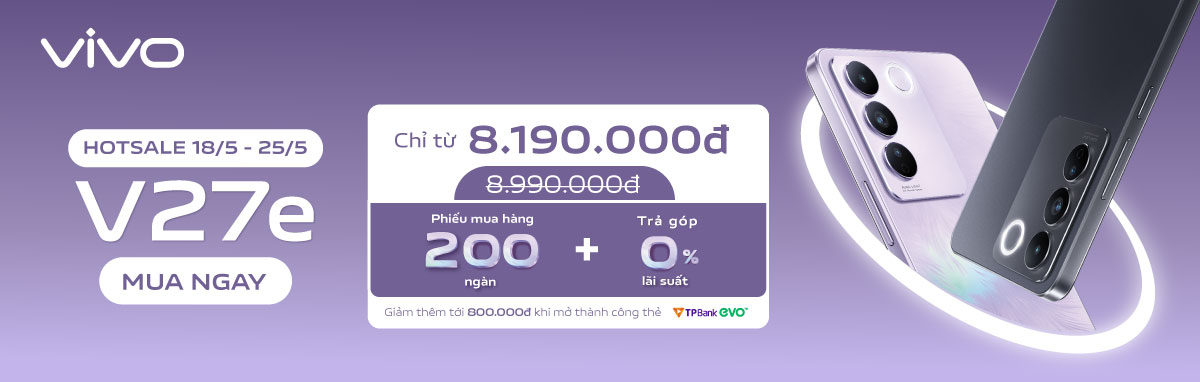 vivo
HOTSALE 18/5 - 25/5
V27e
MUA NGAY
Chỉ từ 8.190.000đ
8.990.000đ
Phiếu mua hàng
200
ngàn
+
Trả góp
0%
lãi suất
Giảm thêm tới 800.000đ khi mở thành công thẻ TPBank evo